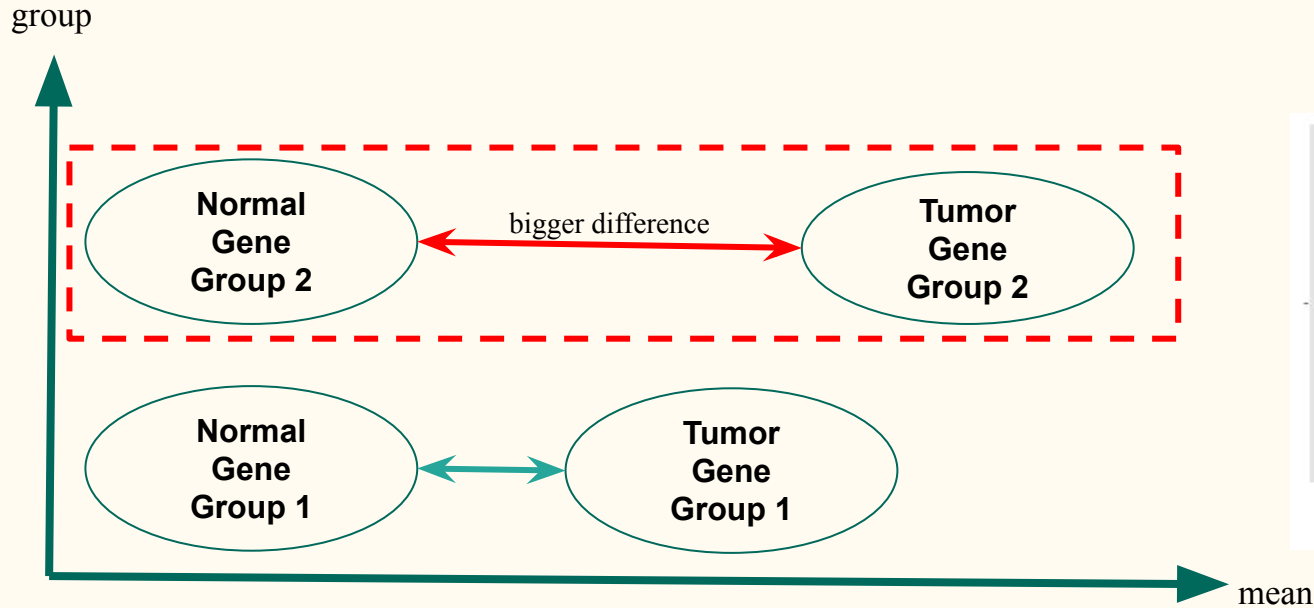 group
Normal
Gene
Group 2
bigger difference
Tumor
Gene
Group 2
Normal
Gene
Group 1
Tumor
Gene
Group 1
mean